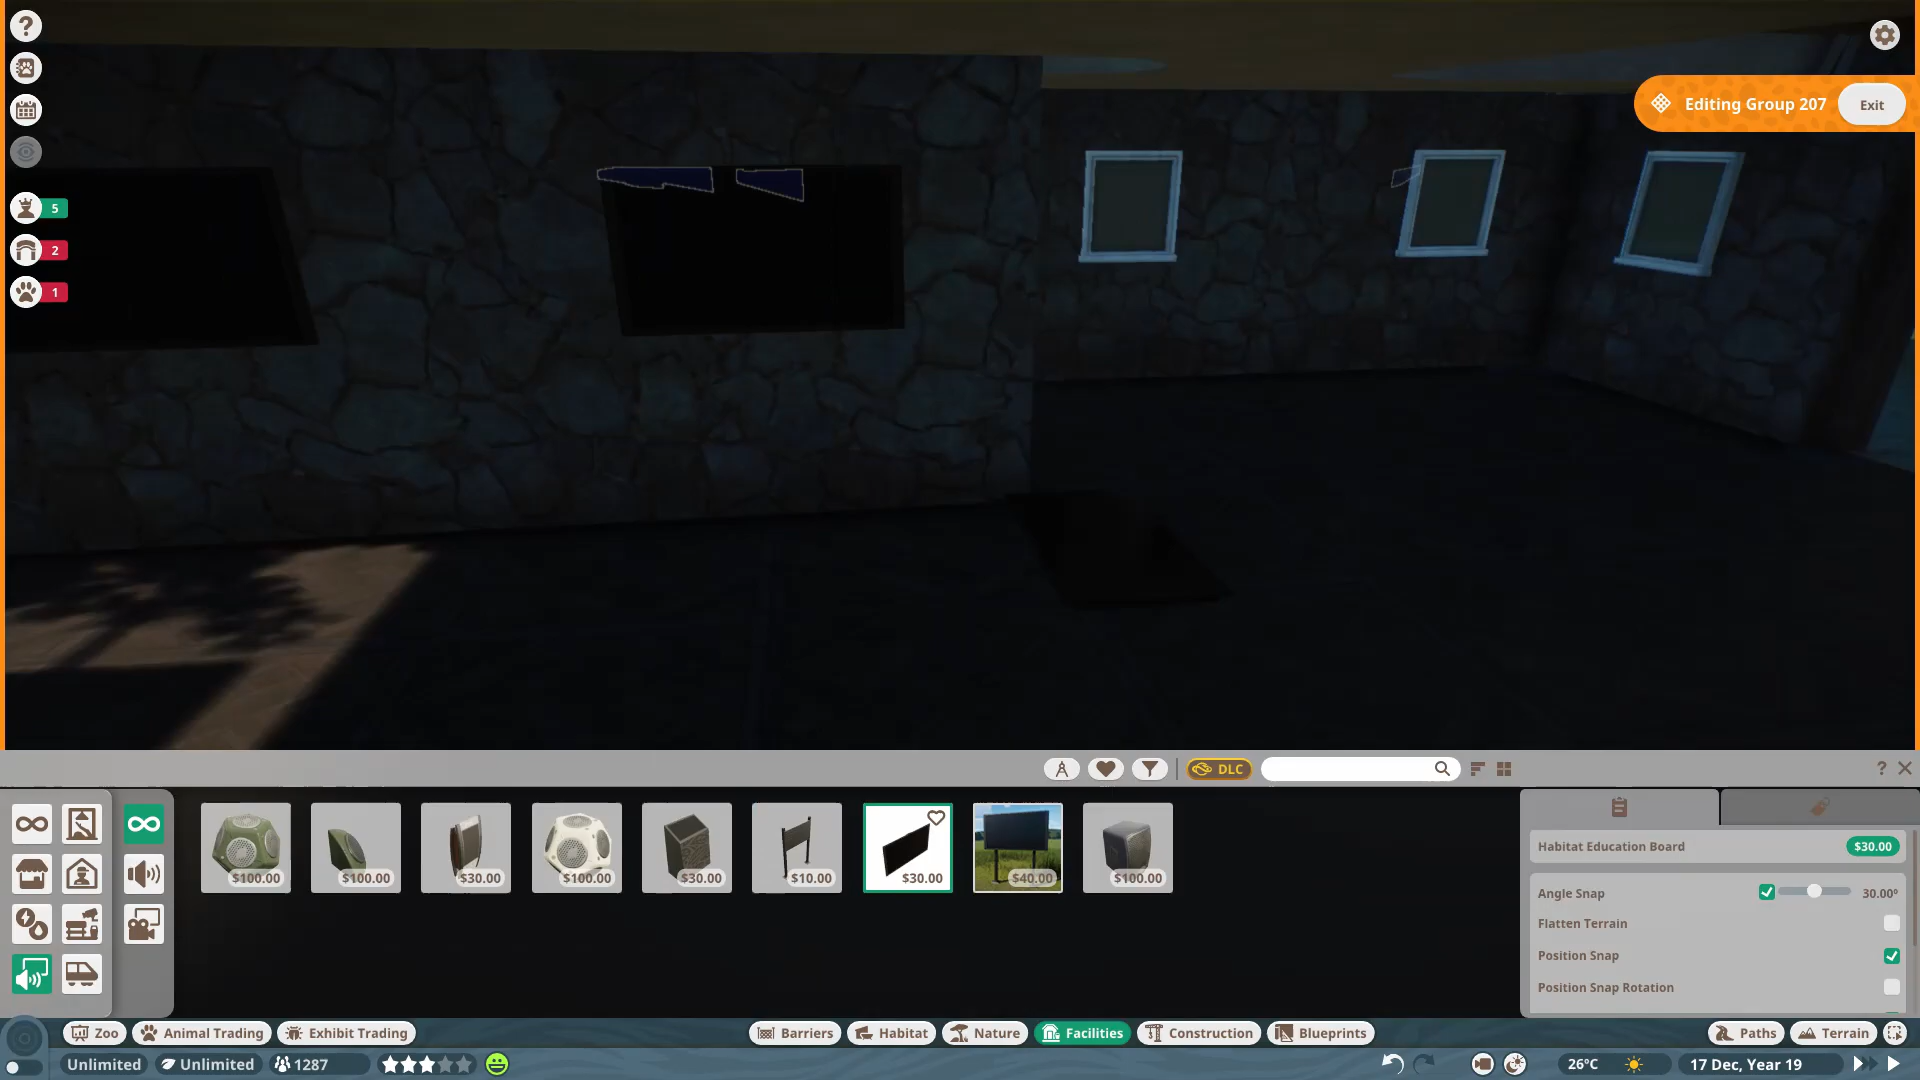 ?
Editing Group 207
Exit
5
2
1
DLC
?
$100.00
$100.00
$30.00
$100.00
$30.00
$10.00
$30.00
$40.00
$100.00
Habitat Education Board
$30.00
Angle Snap
30.00º
Flatten Terrain
Position Snap
Position Snap Rotation
Zoo
Animal Trading
Exhibit Trading
Barriers
Habitat
Nature
Facilities
Construction
Blueprints
Paths
Terrain
Unlimited
Unlimited
1287
26°C
17 Dec, Year 19